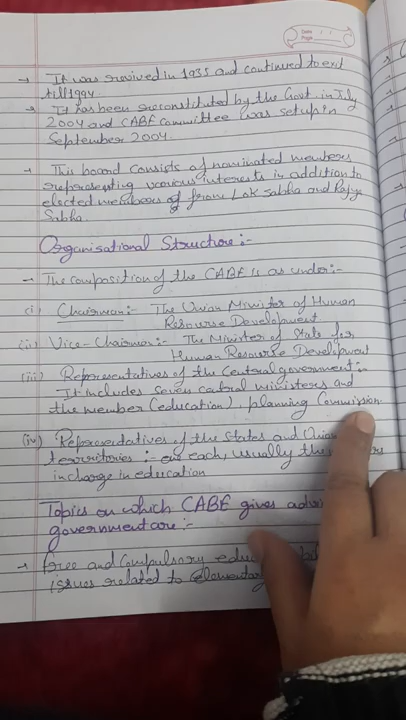 Date
Page
→ It was revived in 1935 and continued to exit
till 1994.
→ It has been reconstituted by the Govt. in July
2004 and CABE committee was setup in
September 2004.
→ This board consists of nominated members
representing various interests in addition to
elected members of from Lok Sabha and Rajya
Sabha.
Organisational Structure :-
→ The composition of the CABE is as under :-
(i) Chairman :- The Union Minister of Human
Resourse Development
(ii) Vice-Chairman :- The Minister of State for
Human Resourse Development
(iii) Representatives of the Central government :-
It includes seven central ministers and
the member (education), planning Commission.
(iv) Representatives of the States and
territories :- one each, usually the
incharge in education
Topics on which CABE gives
government are :-
→ Free and Compulsory
issues related to elementary